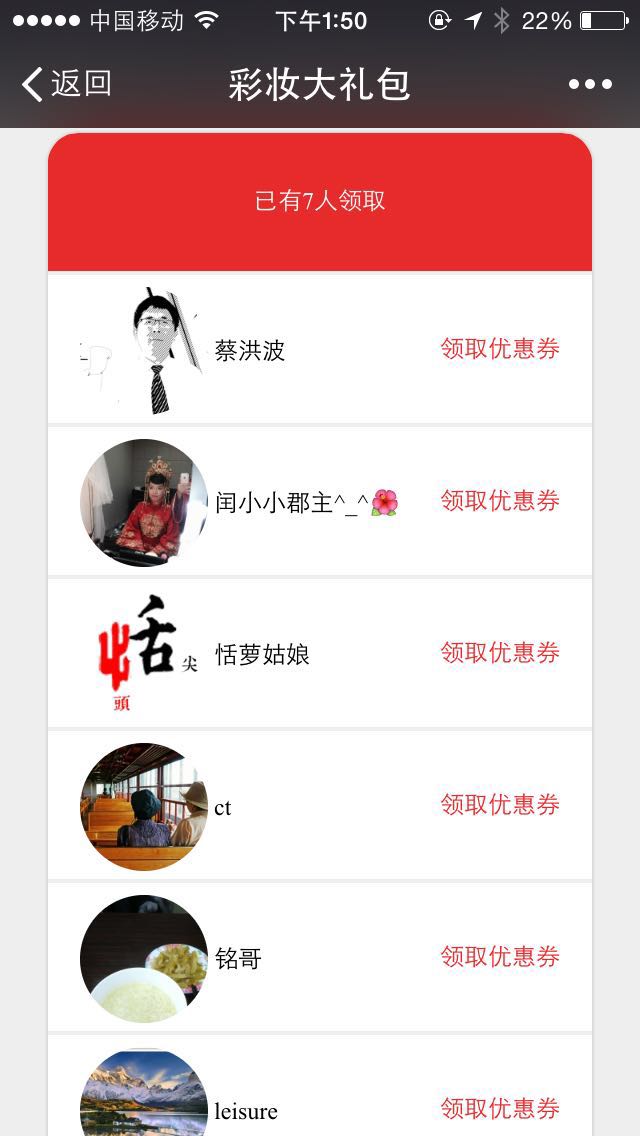 中国移动 下午1:50 22%
返回 彩妆大礼包
已有7人领取
蔡洪波 领取优惠券
闰小小郡主^_^🌺 领取优惠券
恬
尖
頭
恬萝姑娘 领取优惠券
ct 领取优惠券
铭哥 领取优惠券
leisure 领取优惠券